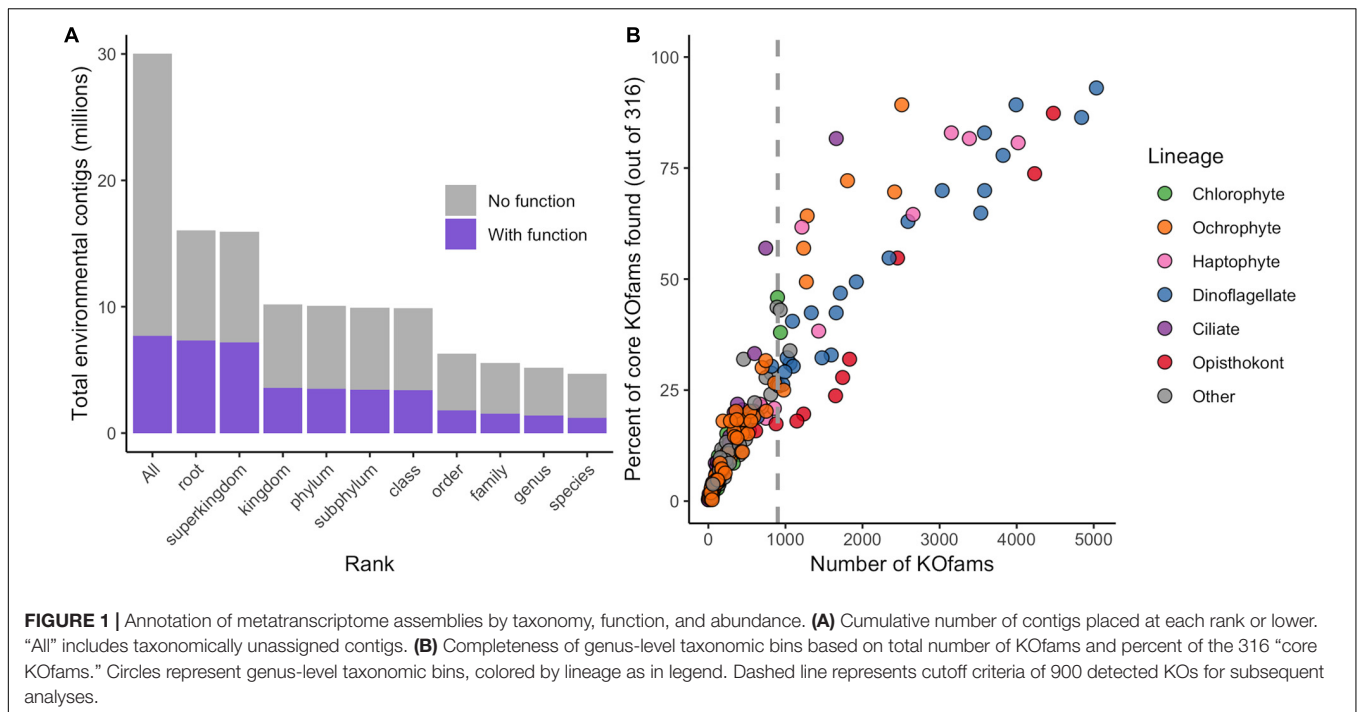 A
Total environmental contigs (millions)
30
20
10
0
No function
With function
All
root
superkingdom
kingdom
phylum
subphylum
class
order
family
genus
species
Rank
B
Percent of core KOfams found (out of 316)
100
75
50
25
0
0
1000
2000
3000
4000
5000
Number of KOfams
Lineage
Chlorophyte
Ochrophyte
Haptophyte
Dinoflagellate
Ciliate
Opisthokont
Other
FIGURE 1 | Annotation of metatranscriptome assemblies by taxonomy, function, and abundance. (A) Cumulative number of contigs placed at each rank or lower.
"All" includes taxonomically unassigned contigs. (B) Completeness of genus-level taxonomic bins based on total number of KOfams and percent of the 316 "core
KOfams." Circles represent genus-level taxonomic bins, colored by lineage as in legend. Dashed line represents cutoff criteria of 900 detected KOs for subsequent
analyses.